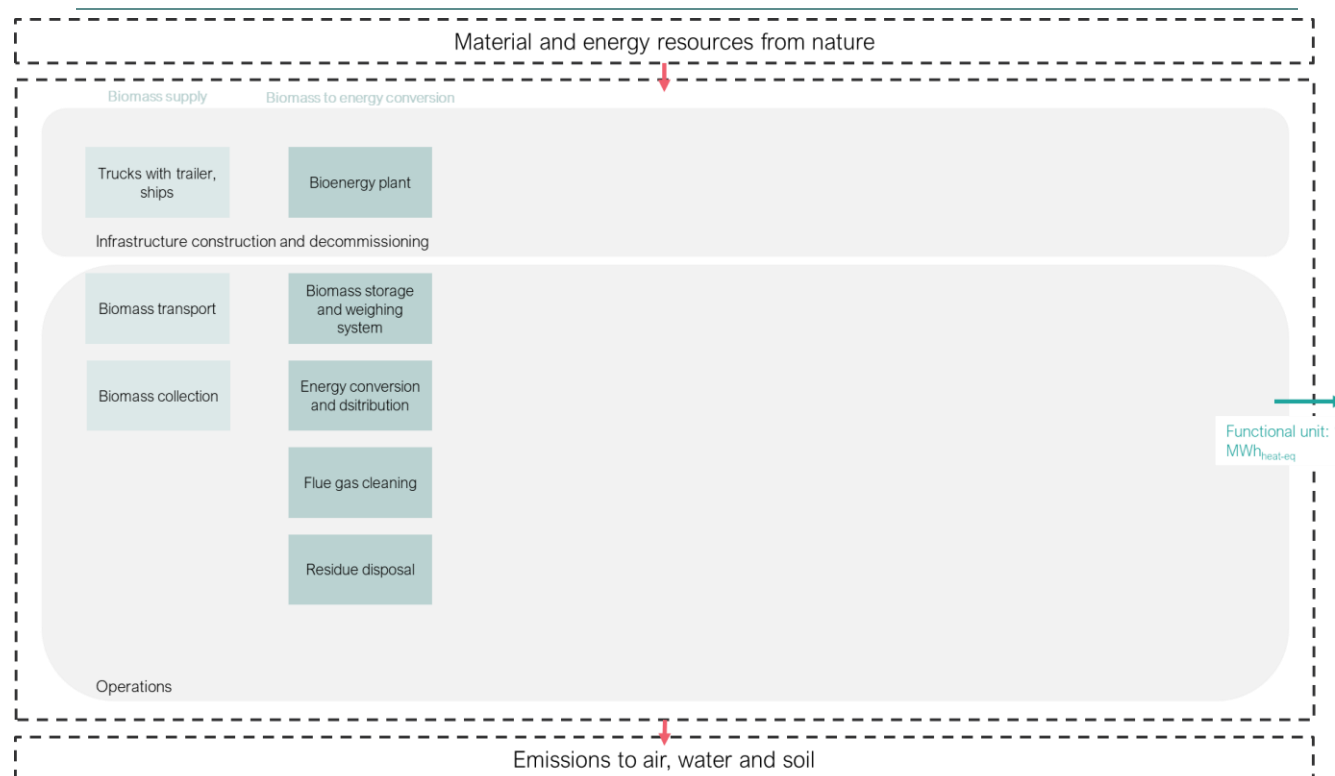 Material and energy resources from nature
Biomass supply
Biomass to energy conversion
Trucks with trailer,
ships
Bioenergy plant
Infrastructure construction and decommissioning
Biomass transport
Biomass storage
and weighing
system
Biomass collection
Energy conversion
and dsitribution
Flue gas cleaning
Residue disposal
Operations
Functional unit:
MWhheat-eq
Emissions to air, water and soil